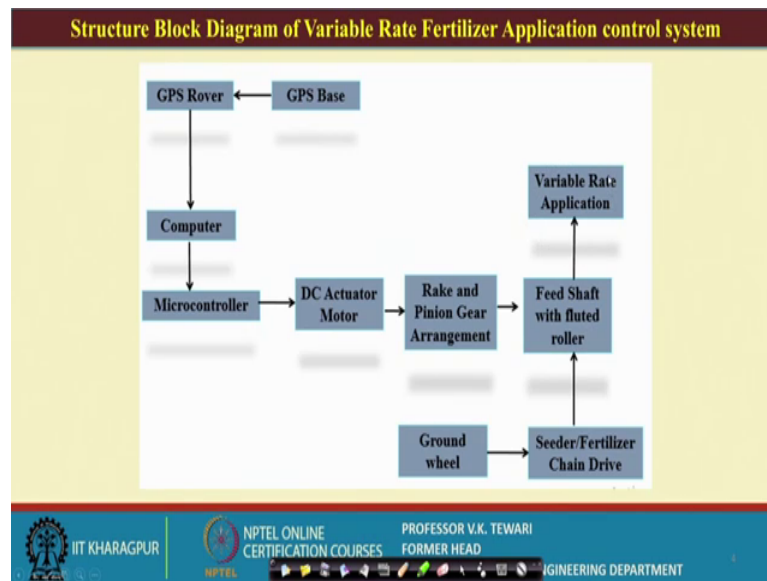 Structure Block Diagram of Variable Rate Fertilizer Application control system
GPS Rover
GPS Base
Variable Rate
Application
Computer
Microcontroller
DC Actuator
Motor
Rake and
Pinion Gear
Arrangement
Feed Shaft
with fluted
roller
Ground
wheel
Seeder/Fertilizer
Chain Drive
IIT KHARAGPUR
NPTEL
NPTEL ONLINE
CERTIFICATION COURSES
PROFESSOR V.K. TEWARI
FORMER HEAD
GINEERING DEPARTMENT